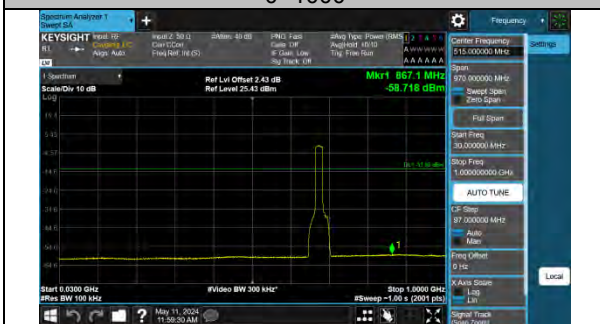 Spectrum Analyzer 1
Swept SA
Frequency
KEYSIGHT Input: RF
Align: Auto
Input Z: 50 Ω
Corr CCorr
Freq Ref: Int (S)
#Atten: 40 dB
PNO: Fast
Gate: Off
IF Gain: Low
Sig Track: Off
#Avg Type: Power (RMS)
Avg|Hold: 10/10
Trig: Free Run
Center Frequency
515.000000 MHz
Settings
Span
970.000000 MHz
Swept Span
Zero Span
Full Span
Start Freq
30.000000 MHz
Stop Freq
1.000000000 GHz
AUTO TUNE
CF Step
97.000000 MHz
Auto
Man
Freq Offset
0 Hz
X Axis Scale
Log
Lin
Signal Track
Local
1 Spectrum
Scale/Div 10 dB
Log
Ref Lvl Offset 2.43 dB
Ref Level 25.43 dBm
Mkr1 867.1 MHz
-58.718 dBm
1
Start 0.0300 GHz
#Res BW 100 kHz
#Video BW 300 kHz*
Stop 1.0000 GHz
#Sweep ~1.00 s (2001 pts)
May 11, 2024
11:59:30 AM